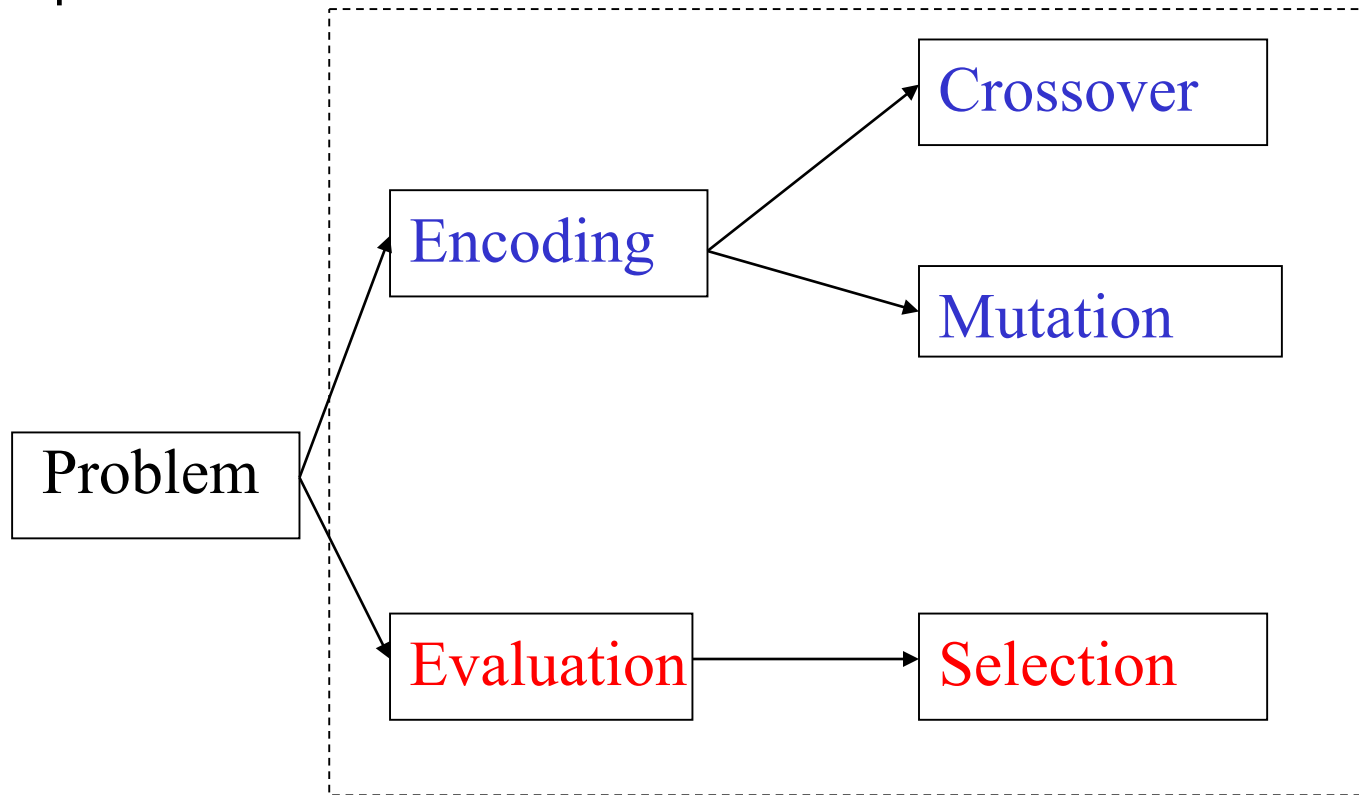 Crossover
Encoding
Mutation
Problem
Evaluation
Selection